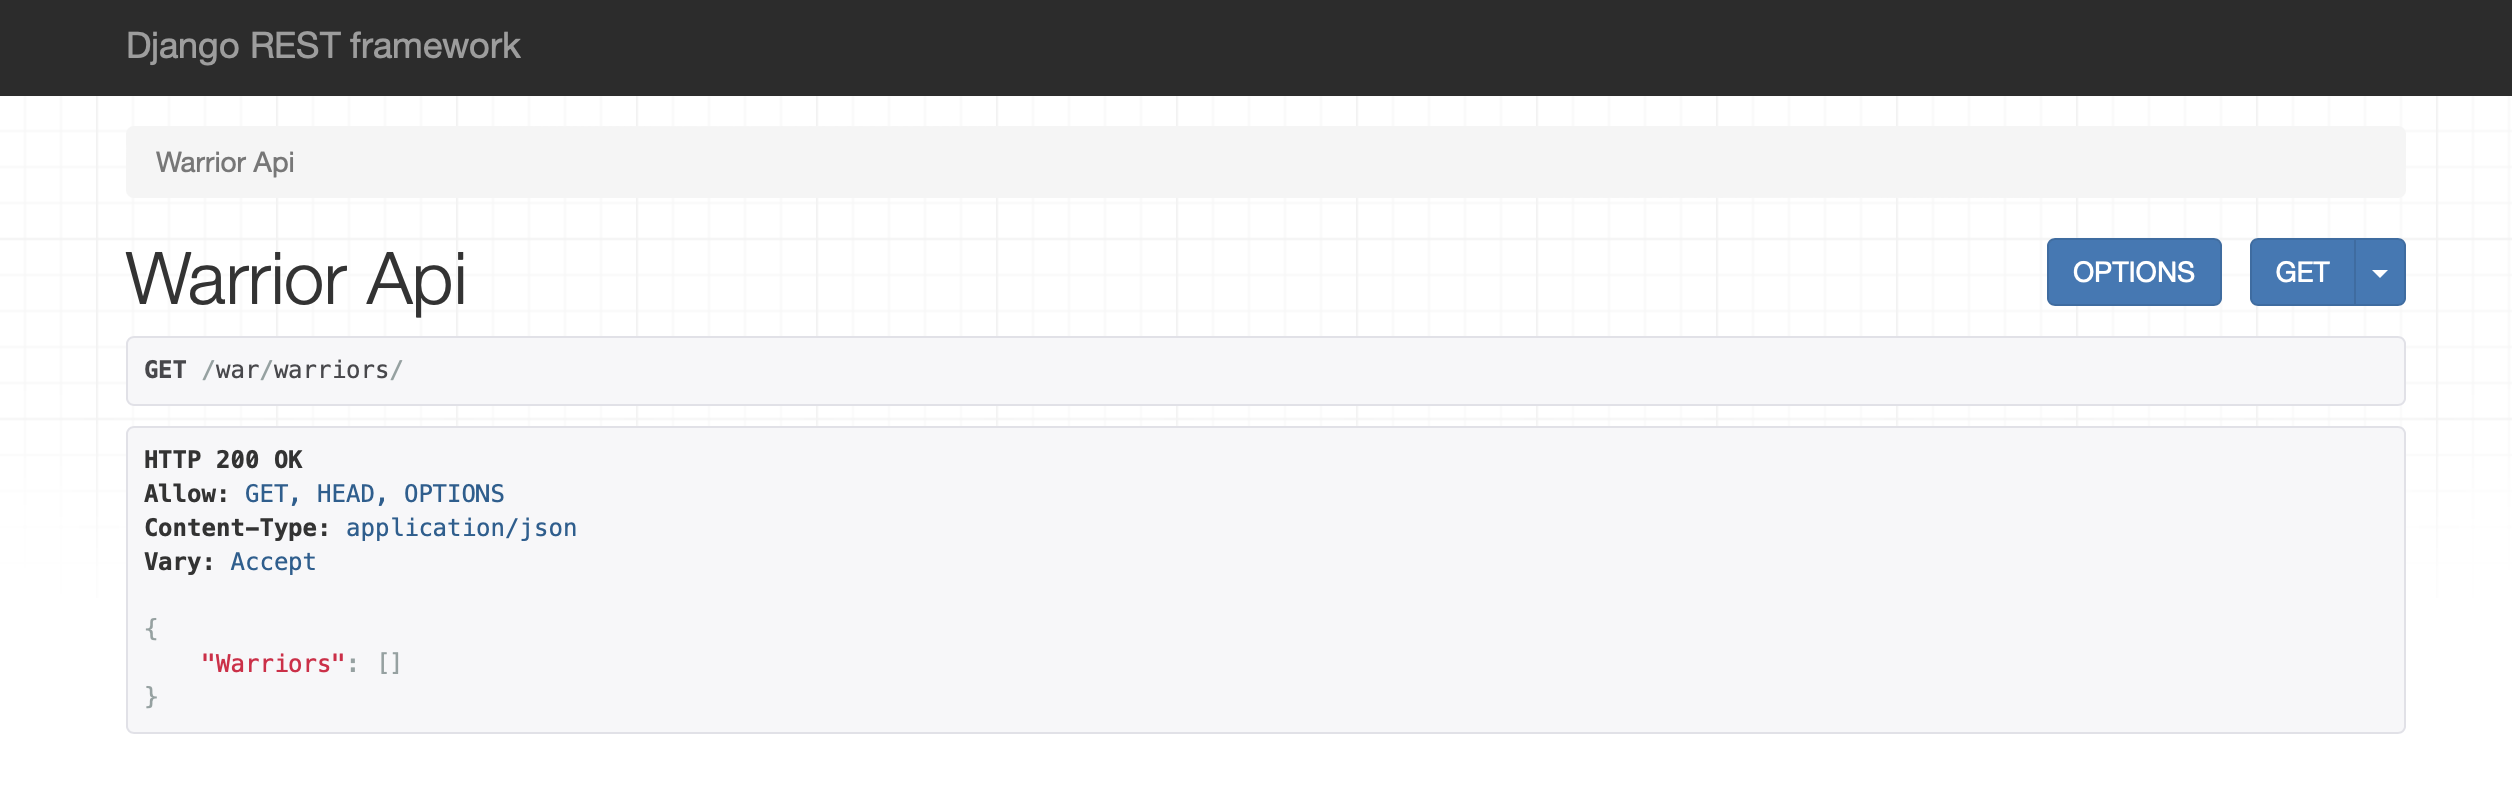 Django REST framework
Warrior Api
Warrior Api
OPTIONS
GET
GET /war/warriors/
HTTP 200 OK
Allow: GET, HEAD, OPTIONS
Content-Type: application/json
Vary: Accept
{
    "Warriors": []
}